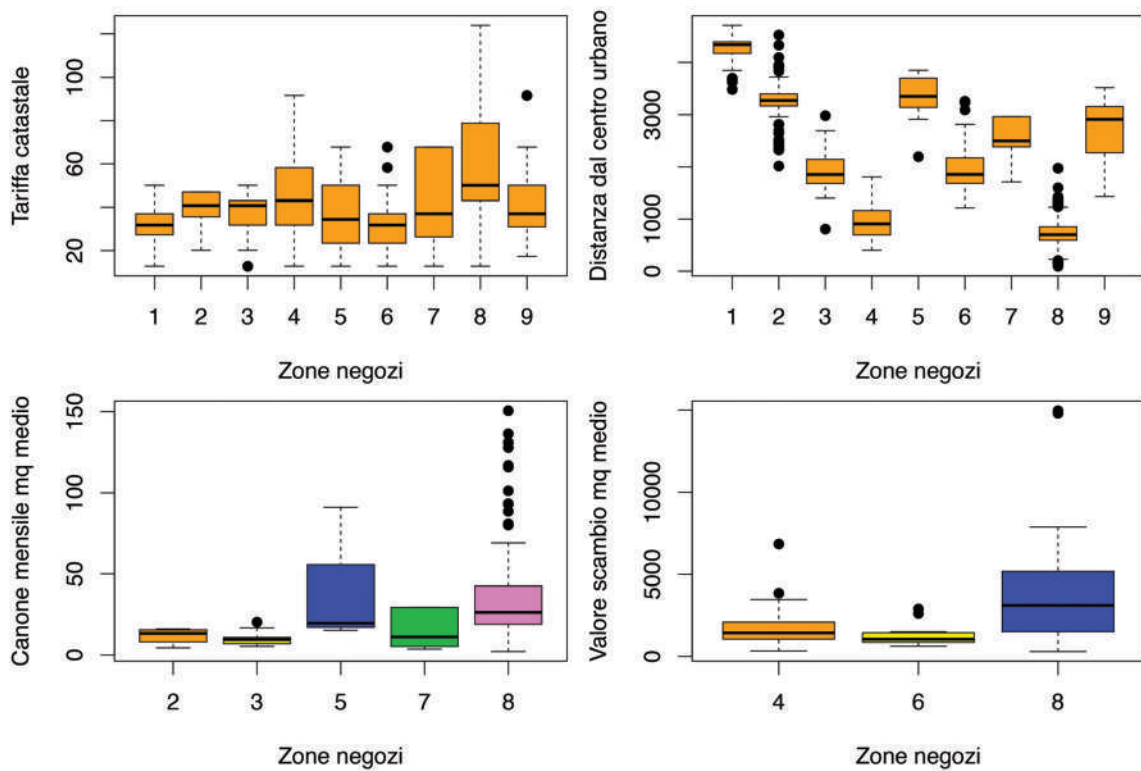 Tariffa catastale
100
60
20
1 2 3 4 5 6 7 8 9
Zone negozi
Distanza dal centro urbano
3000
1000
0
1 2 3 4 5 6 7 8 9
Zone negozi
Canone mensile mq medio
150
100
50
0
2 3 5 7 8
Zone negozi
Valore scambio mq medio
10000
5000
0
4 6 8
Zone negozi